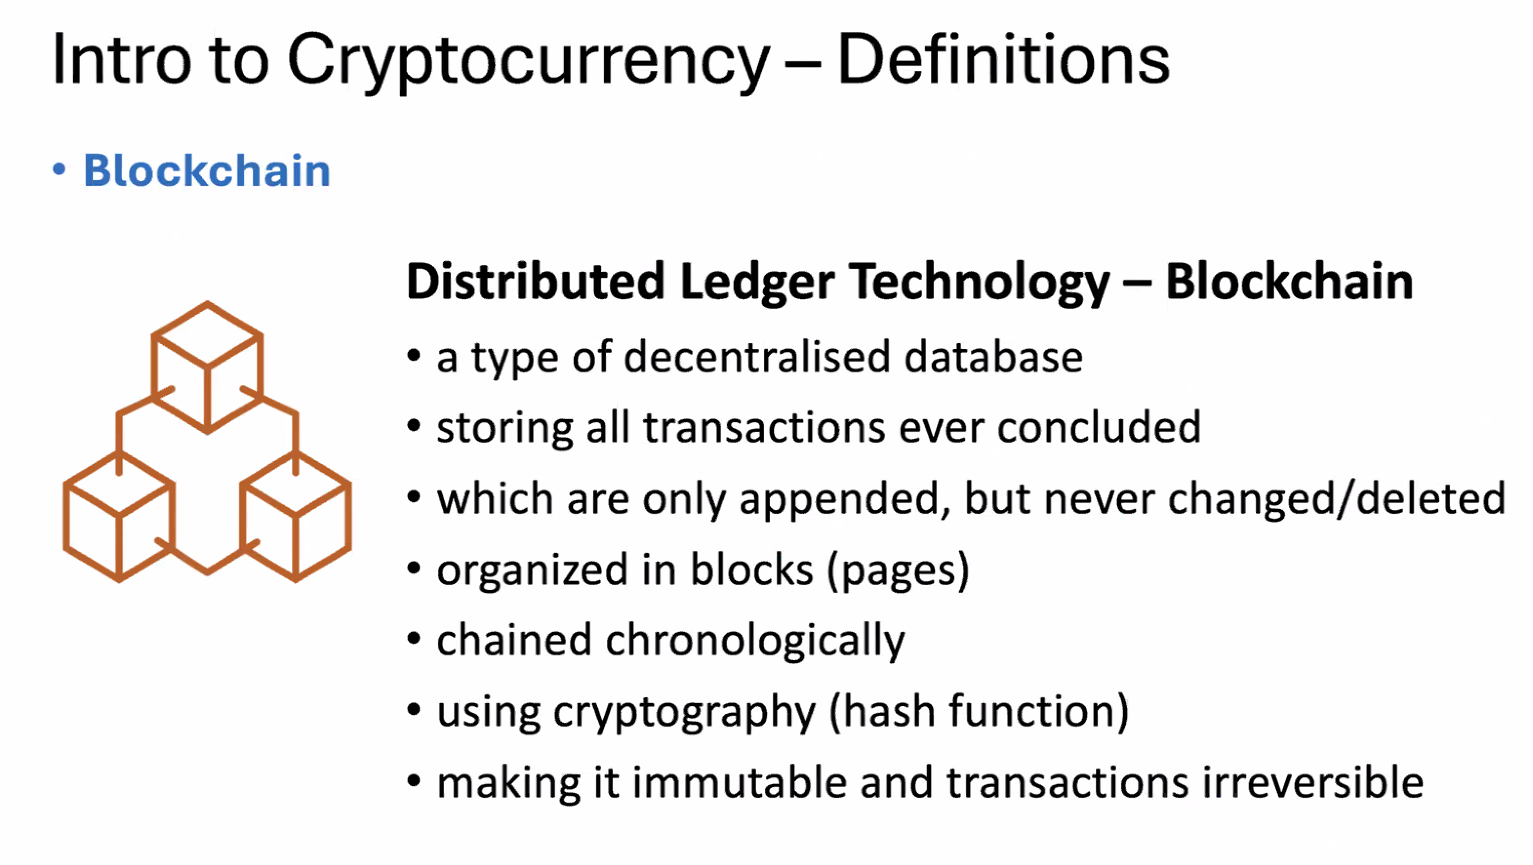 Intro to Cryptocurrency – Definitions
• Blockchain
Distributed Ledger Technology – Blockchain
• a type of decentralised database
• storing all transactions ever concluded
• which are only appended, but never changed/deleted
• organized in blocks (pages)
• chained chronologically
• using cryptography (hash function)
• making it immutable and transactions irreversible